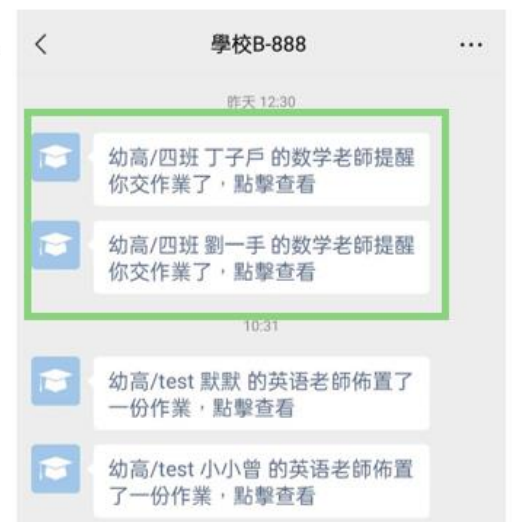 學校B-888
昨天 12:30
幼高/四班 丁子戶 的数学老師提醒
你交作業了，點擊查看
幼高/四班 劉一手 的数学老師提醒
你交作業了，點擊查看
10:31
幼高/test 默默 的英语老師佈置了
一份作業，點擊查看
幼高/test 小小曾 的英语老師佈置
了一份作業，點擊查看